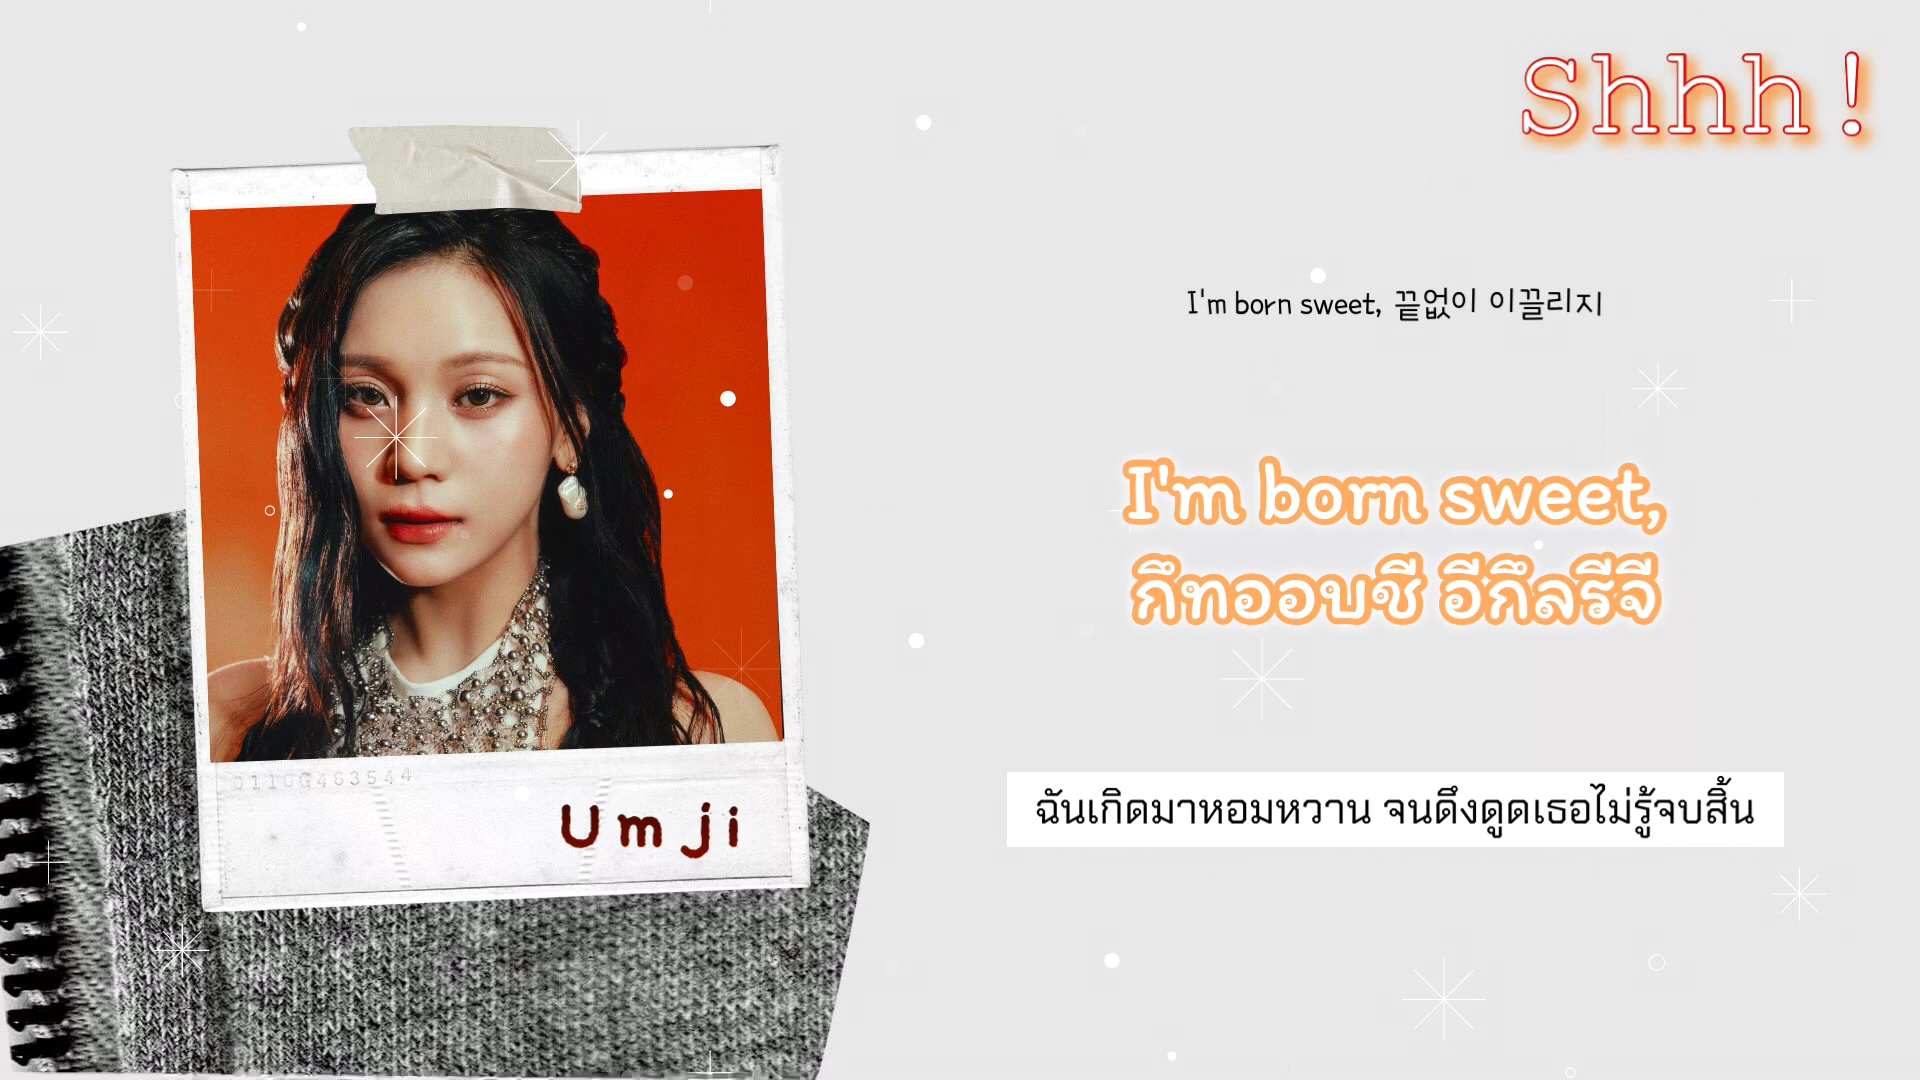 Shhh!
I'm born sweet, 끝없이 이끌리지
I'm born sweet,
กึทออบชี อีกึลรีจี
ฉันเกิดมาหอมหวาน จนดึงดูดเธอไม่รู้จบสิ้น
0110G463544
Umji